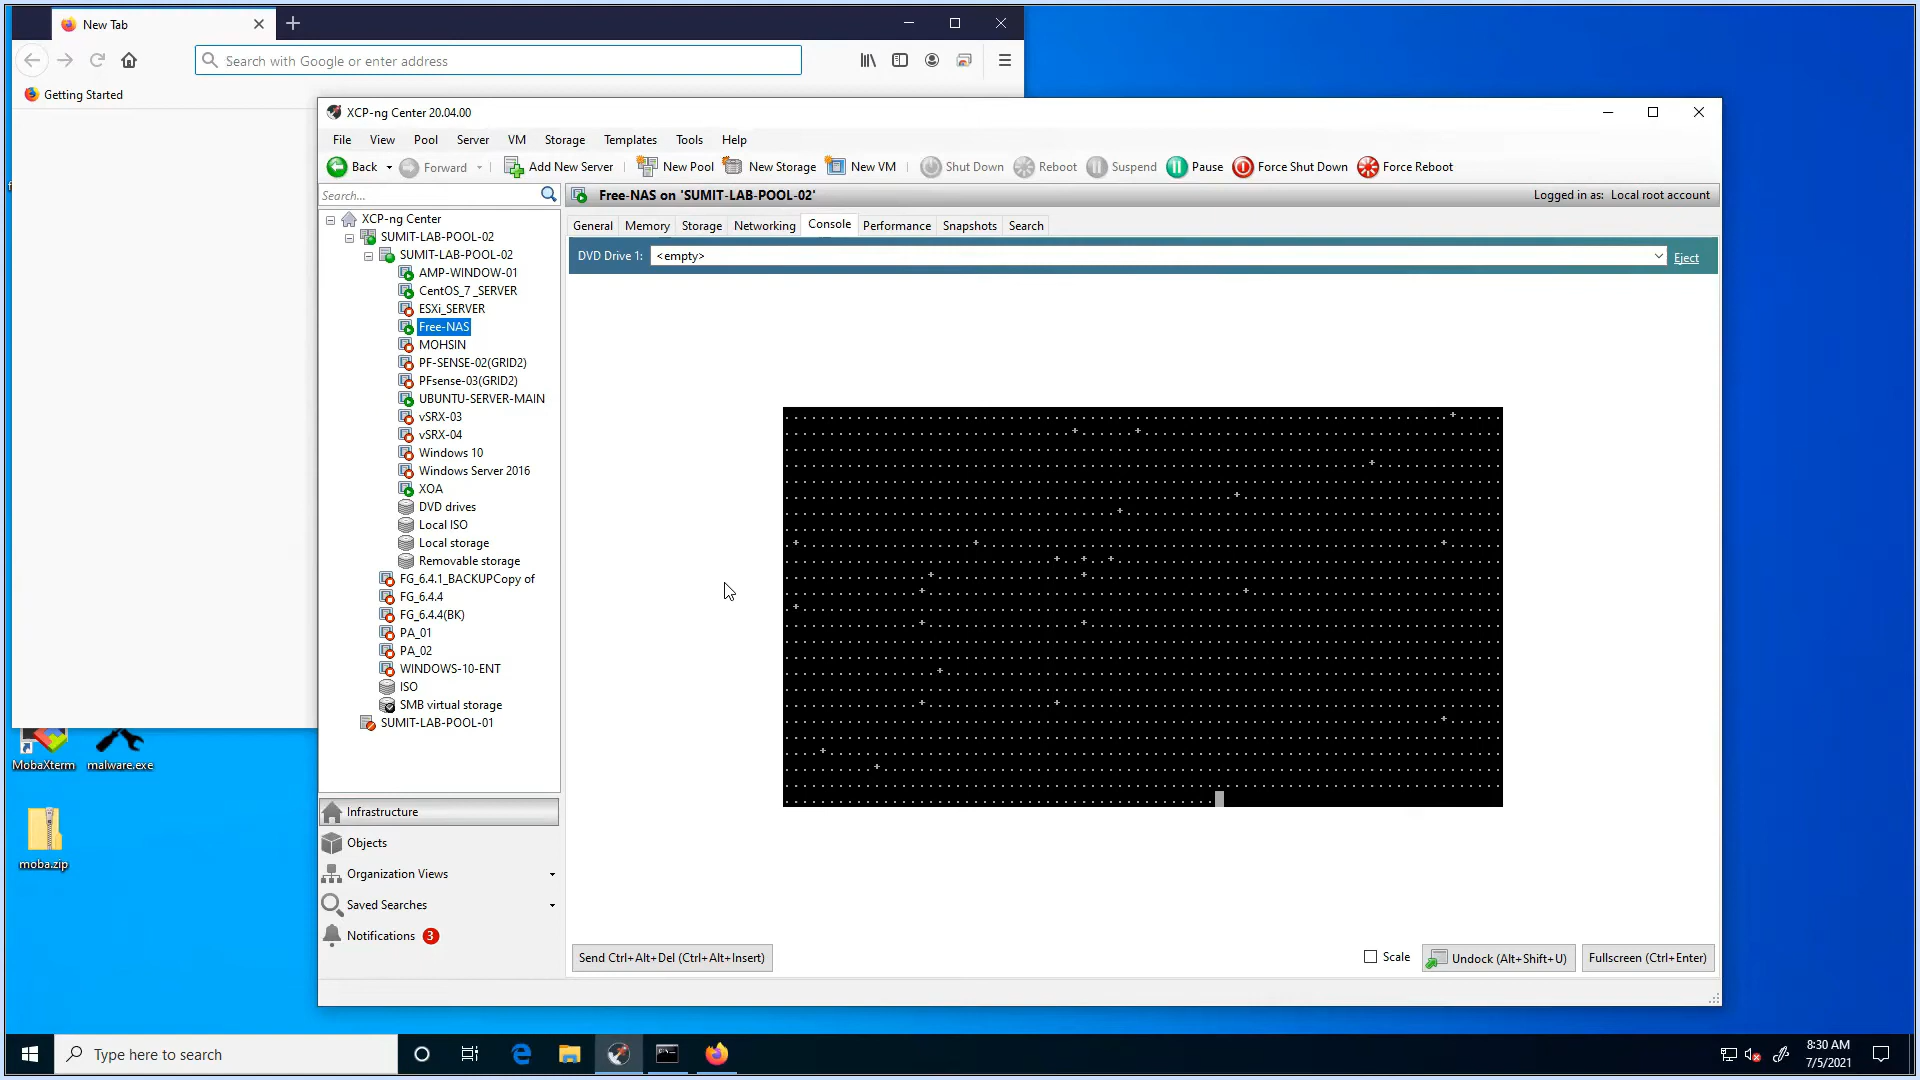 New Tab
Search with Google or enter address
Getting Started
XCP-ng Center 20.04.00
File View Pool Server VM Storage Templates Tools Help
Back Forward Add New Server New Pool New Storage New VM Shut Down Reboot Suspend Pause Force Shut Down Force Reboot
Search...
Free-NAS on 'SUMIT-LAB-POOL-02'
Logged in as: Local root account
XCP-ng Center
SUMIT-LAB-POOL-02
SUMIT-LAB-POOL-02
AMP-WINDOW-01
CentOS_7 _SERVER
ESXi_SERVER
Free-NAS
MOHSIN
PF-SENSE-02(GRID2)
PFsense-03(GRID2)
UBUNTU-SERVER-MAIN
vSRX-03
vSRX-04
Windows 10
Windows Server 2016
XOA
DVD drives
Local ISO
Local storage
Removable storage
FG_6.4.1_BACKUPCopy of
FG_6.4.4
FG_6.4.4(BK)
PA_01
PA_02
WINDOWS-10-ENT
ISO
SMB virtual storage
SUMIT-LAB-POOL-01
General Memory Storage Networking Console Performance Snapshots Search
DVD Drive 1: <empty> Eject
Infrastructure
Objects
Organization Views
Saved Searches
Notifications 3
Send Ctrl+Alt+Del (Ctrl+Alt+Insert)
Scale
Undock (Alt+Shift+U)
Fullscreen (Ctrl+Enter)
MobaXterm
malware.exe
moba.zip
Type here to search
8:30 AM
7/5/2021